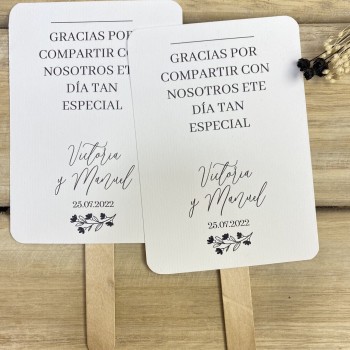 GRACIAS POR
COMPARTIR CON
NOSOTROS ETE
DÍA TAN
ESPECIAL
Victoria
y Manuel
25.07.2022
GRACIAS POR
COMPARTIR CON
NOSOTROS ETE
DÍA TAN
ESPECIAL
Victoria
y Manuel
25.07.2022